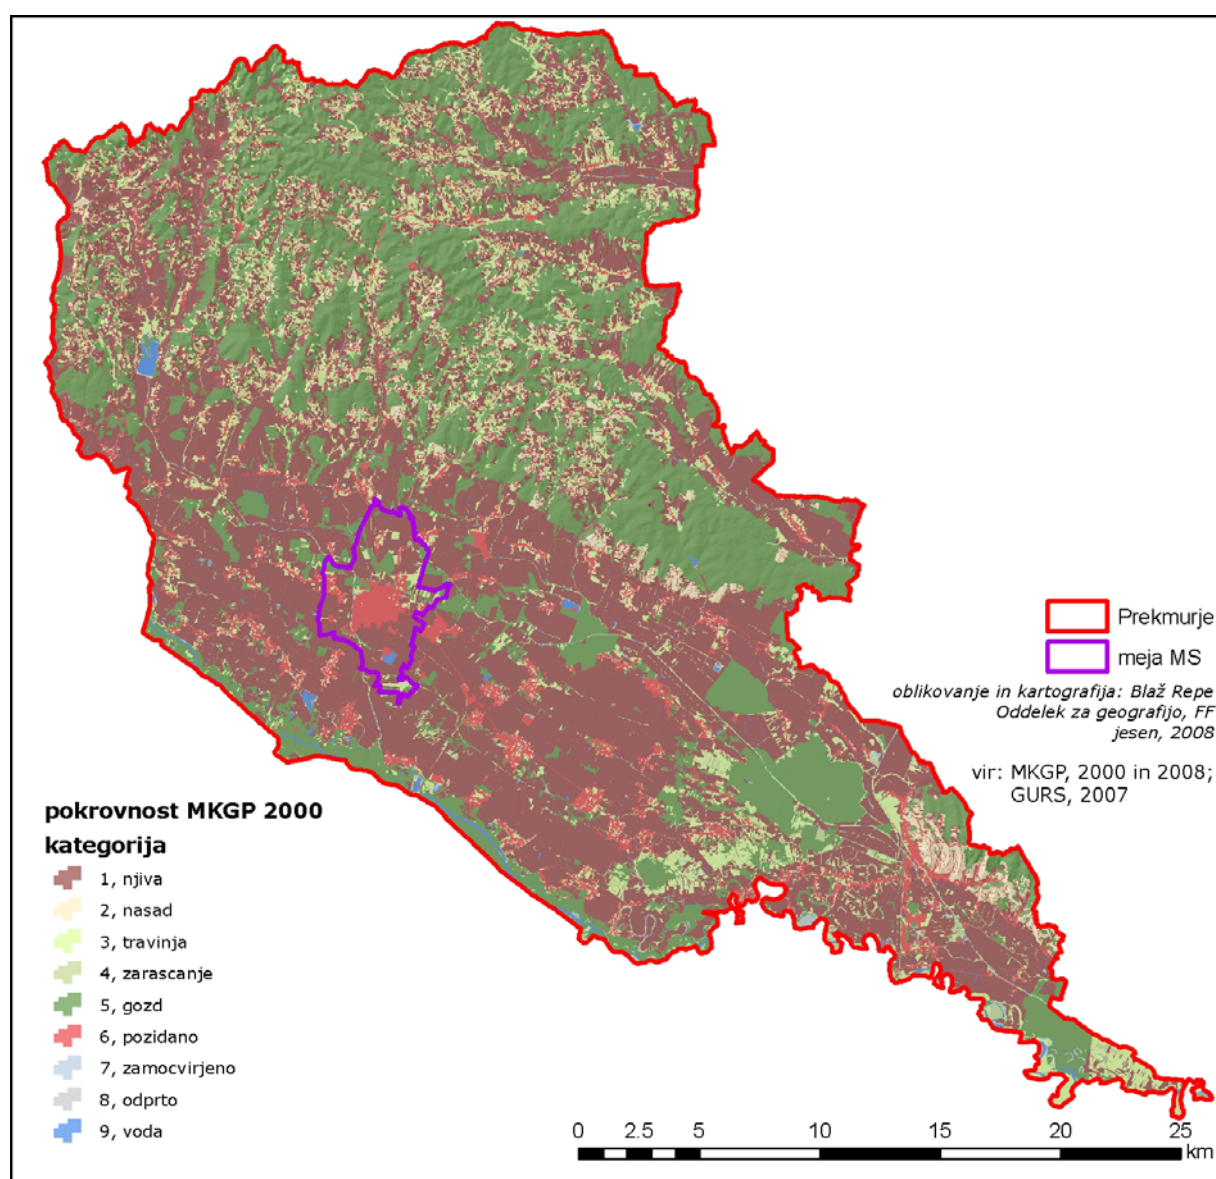 Prekmurje
meja MS
oblikovanje in kartografija: Blaž Repe
Oddelek za geografijo, FF
jesen, 2008
vir: MKGP, 2000 in 2008;
GURS, 2007
pokrovnost MKGP 2000
kategorija
1, njiva
2, nasad
3, travinja
4, zarascanje
5, gozd
6, pozidano
7, zamocvirjeno
8, odprto
9, voda
0 2.5 5 10 15 20 25
km